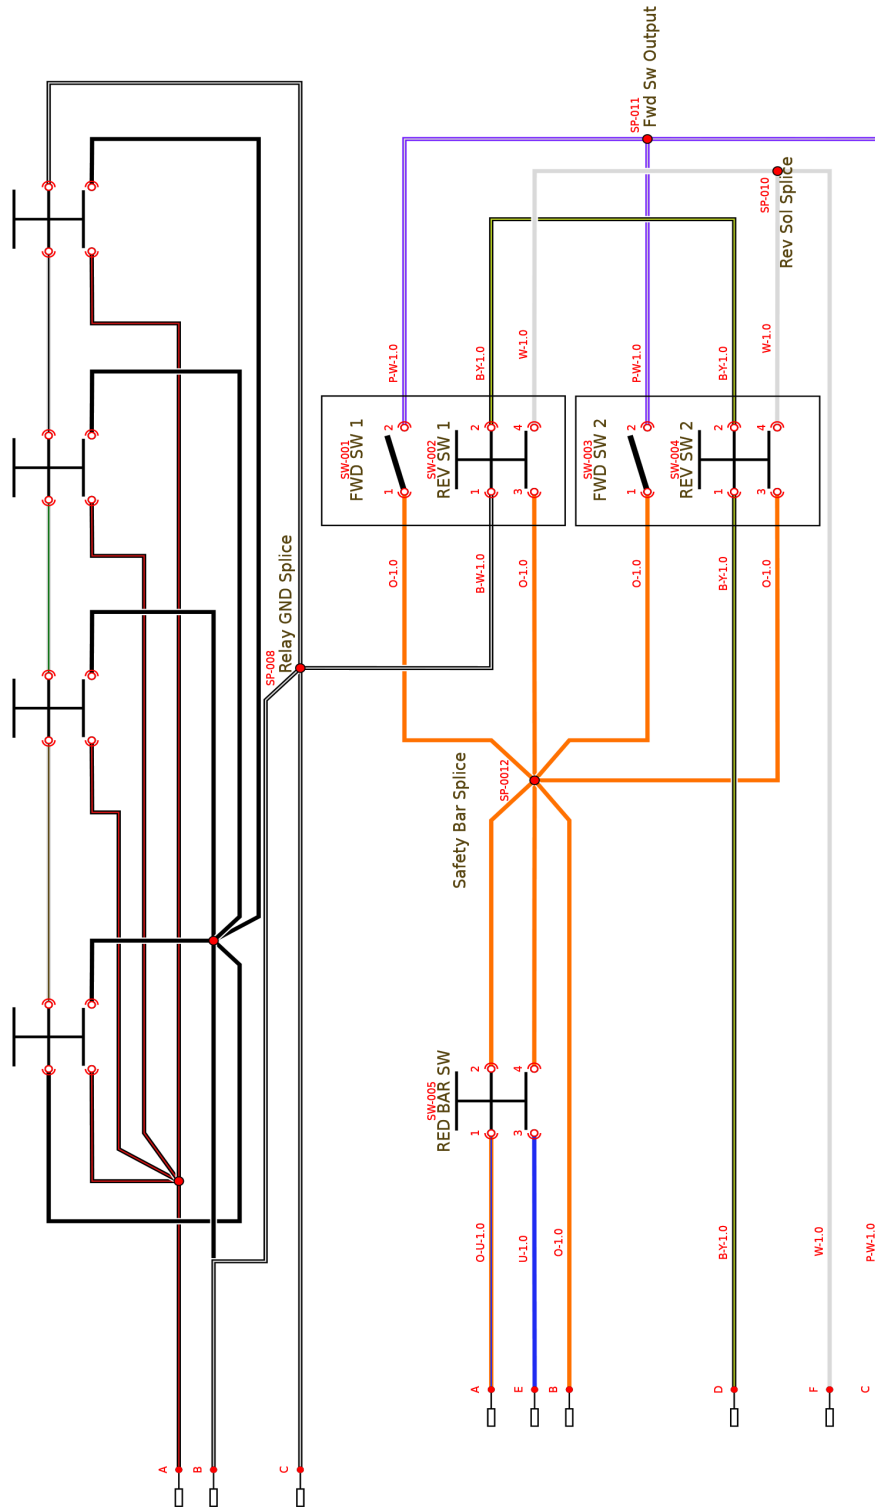 Fwd Sw Output
SP-011
Rev Sol Splice
SP-010
P-W-1.0
B-Y-1.0
W-1.0
P-W-1.0
B-Y-1.0
W-1.0
SW-001
FWD SW 1
2
1
SW-002
REV SW 1
2
1
4
3
SW-003
FWD SW 2
2
1
SW-004
REV SW 2
2
1
4
3
O-1.0
B-W-1.0
O-1.0
O-1.0
B-Y-1.0
O-1.0
SP-008
Relay GND Splice
Safety Bar Splice
SP-0012
SW-005
RED BAR SW
2
1
4
3
O-U-1.0
U-1.0
O-1.0
B-Y-1.0
W-1.0
P-W-1.0
A
E
B
D
F
C
A
B
C